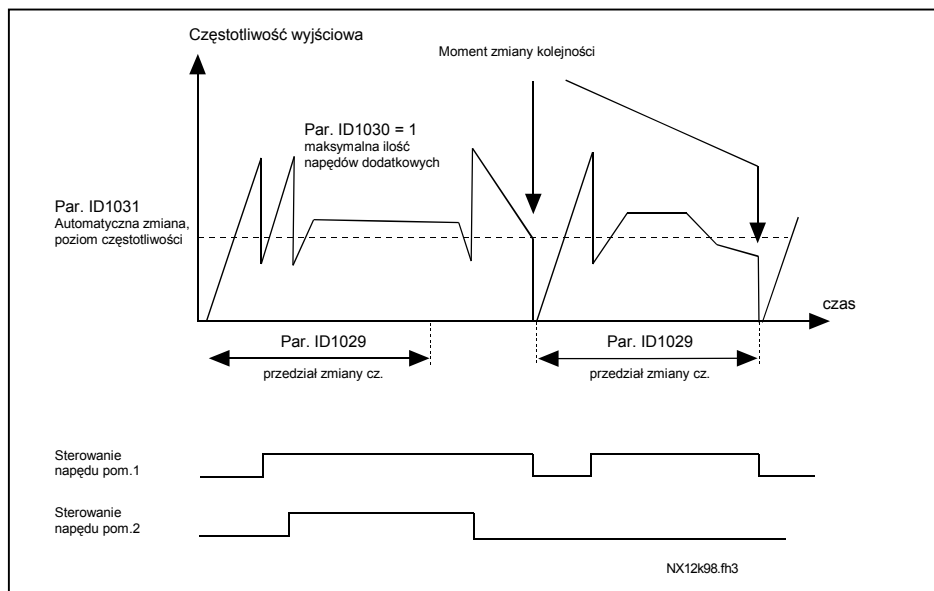 Częstotliwość wyjściowa
Moment zmiany kolejności
Par. ID1030 = 1
maksymalna ilość
napędów dodatkowych
Par. ID1031
Automatyczna zmiana,
poziom częstotliwości
czas
Par. ID1029
przedział zmiany cz.
Par. ID1029
przedział zmiany cz.
Sterowanie
napędu pom.1
Sterowanie
napędu pom.2
NX12k98.fh3